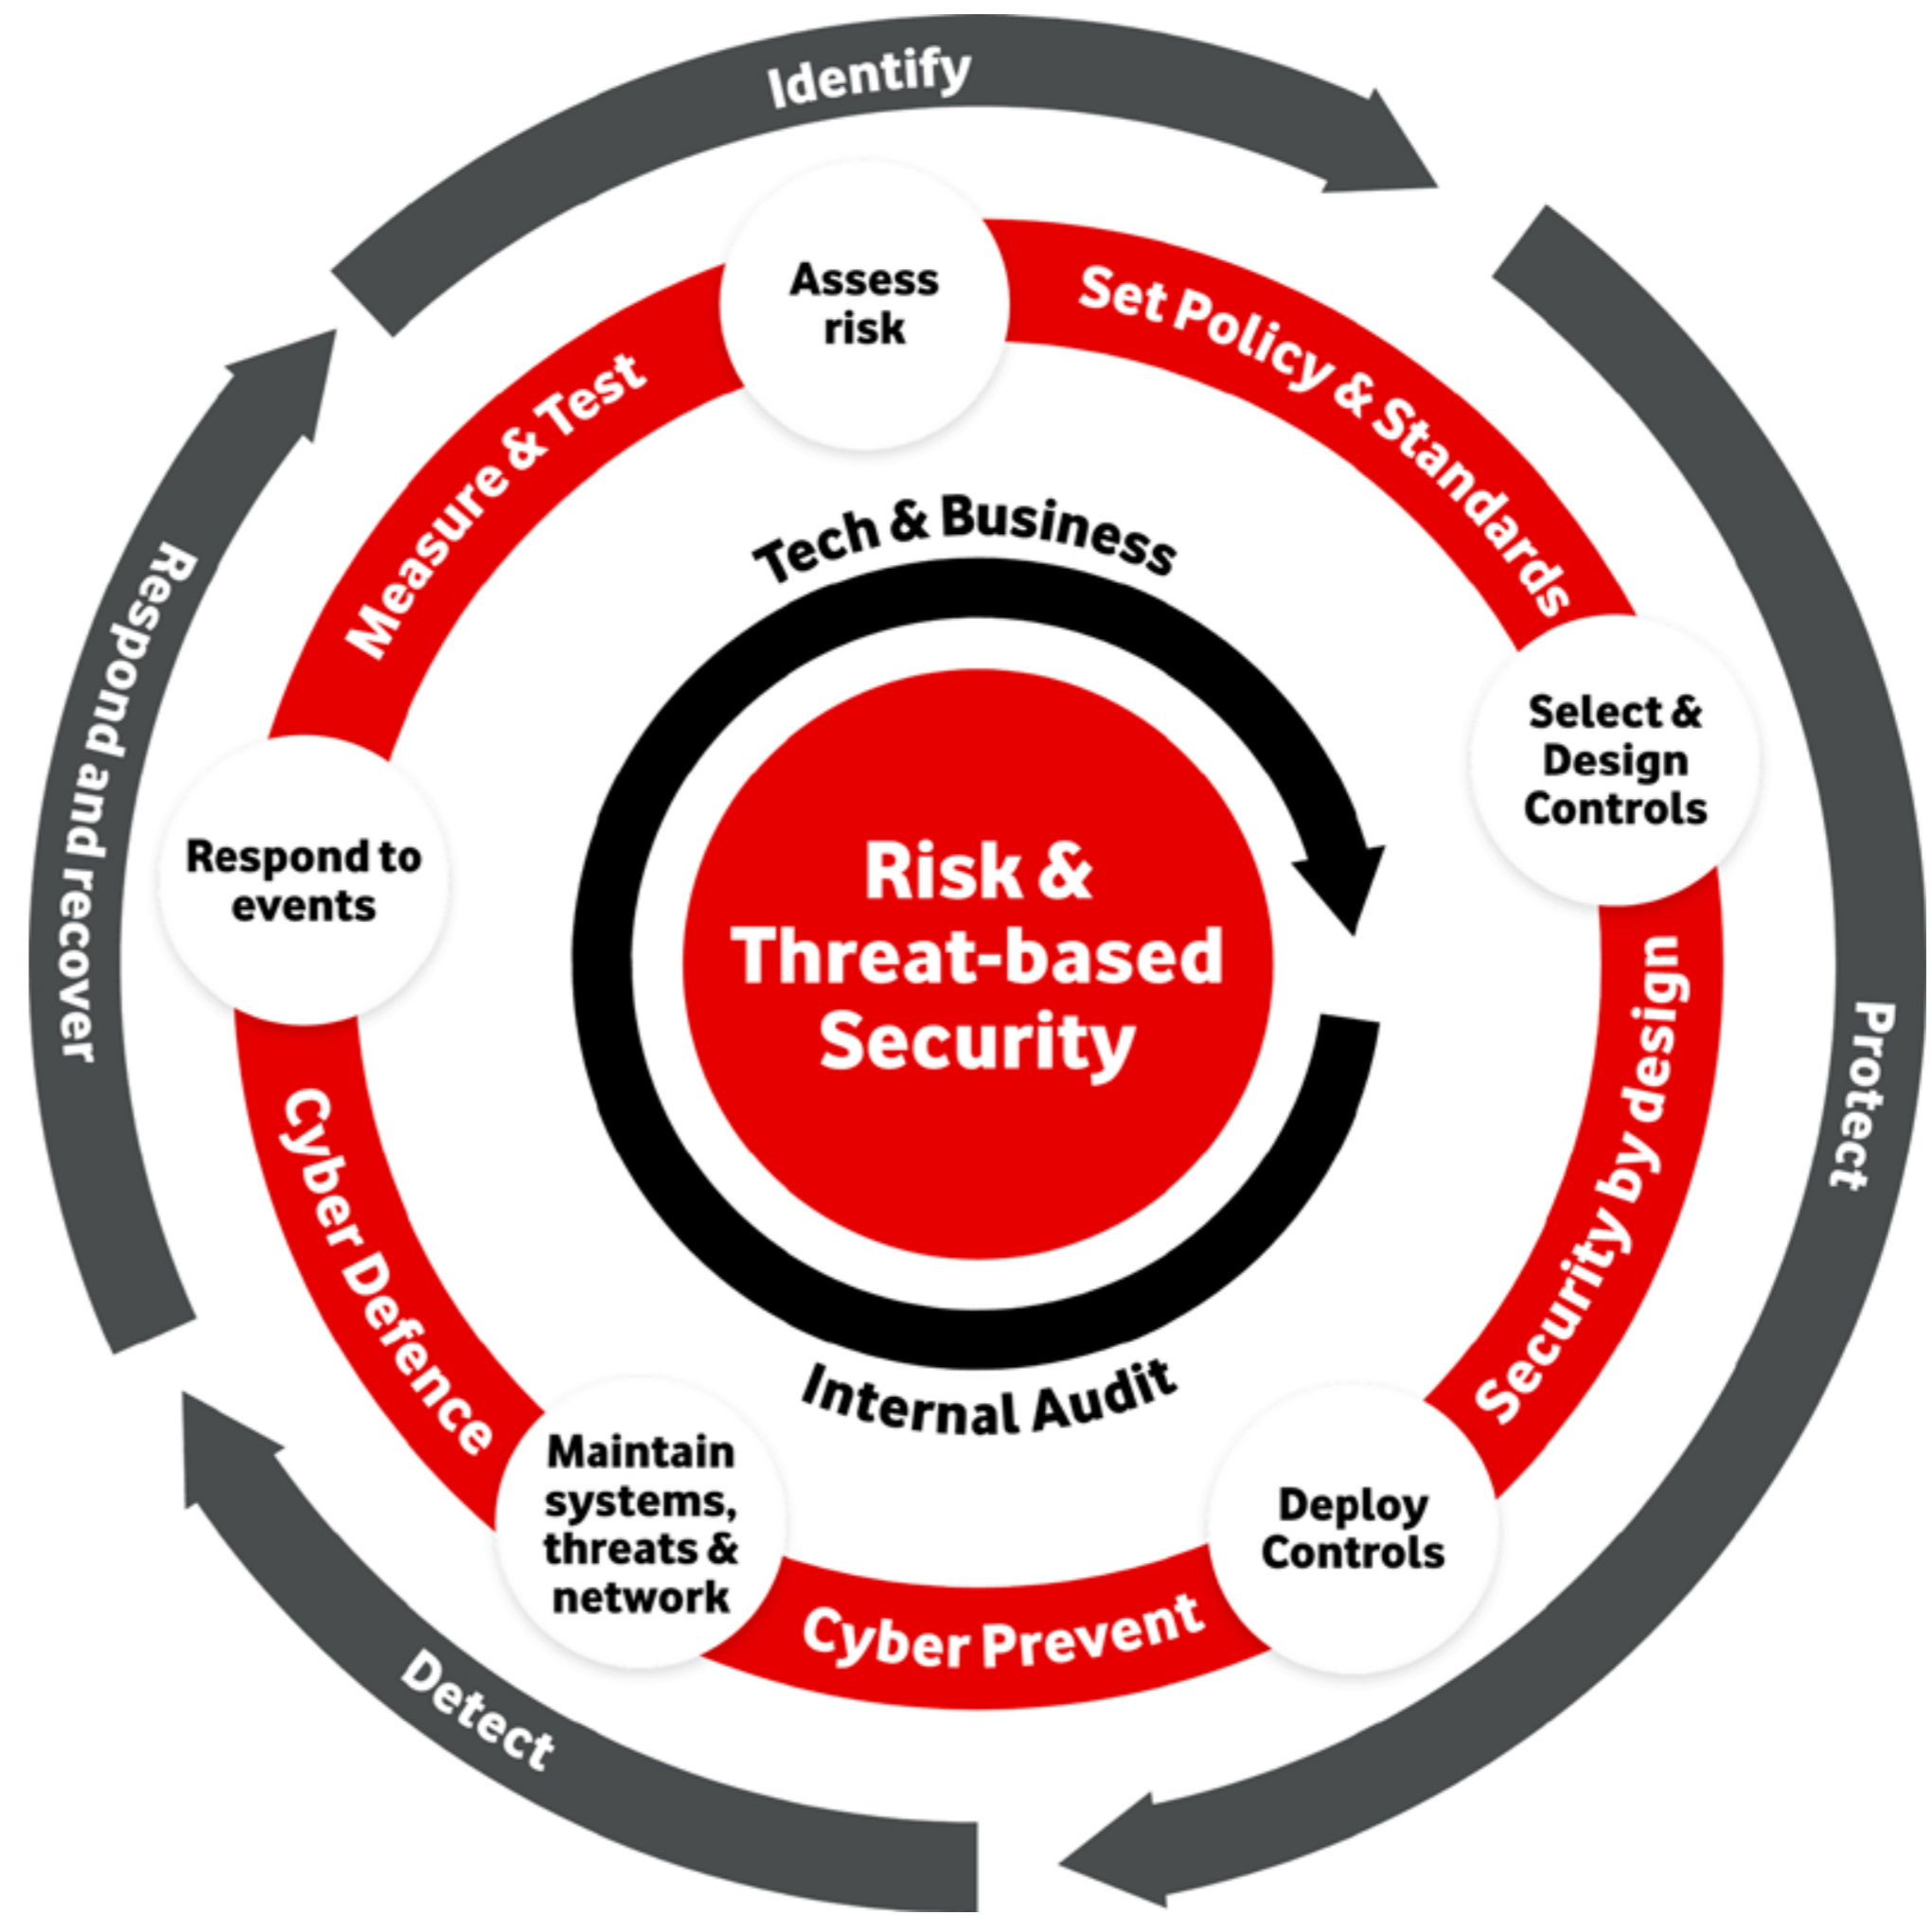 Identify
Assess
risk
Set Policy & Standards
Measure & Test
Tech & Business
Select &
Design
Controls
Respond and recover
Respond to
events
Risk &
Threat-based
Security
Protect
Security by design
Cyber Defence
Internal Audit
Maintain
systems,
threats &
network
Deploy
Controls
Cyber Prevent
Detect